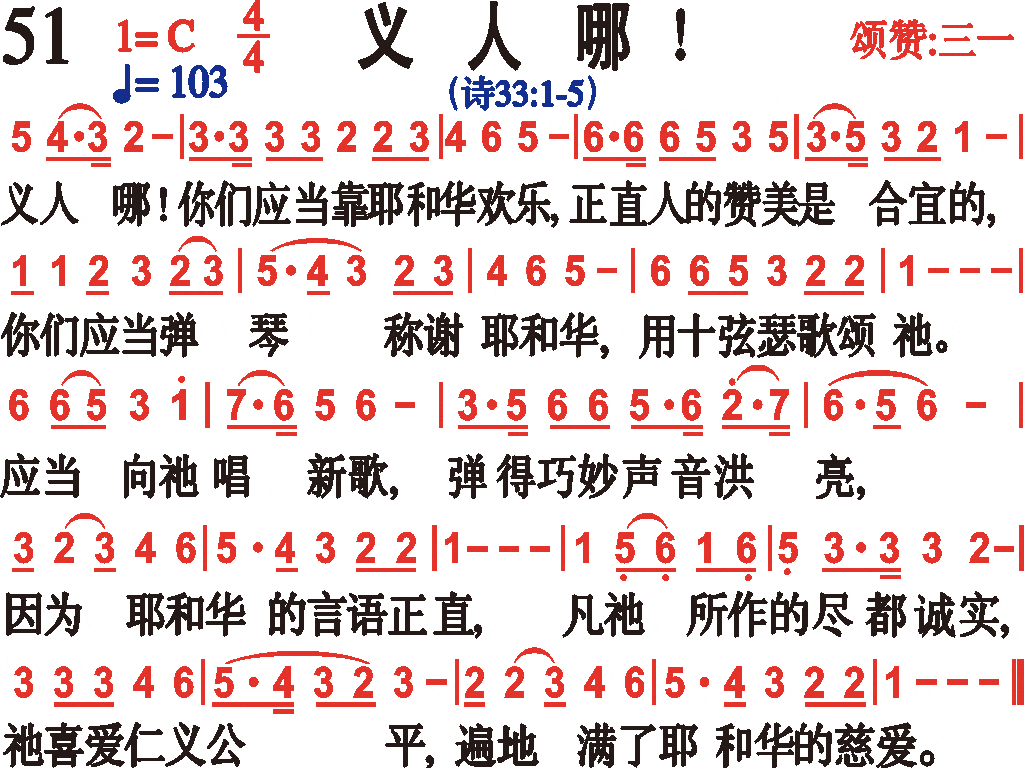 51 1=C 4/4 义人哪! 颂赞:三一
♩=103 (诗33:1-5)
5 4·3 2-|3·3 3 3 2 2 2 3|4 6 5-|6·6 6 5 3 5|3·5 3 2 1-|
义人 哪!你们应当靠耶和华欢乐,正直人的赞美是 合宜的,
1 1 2 3 2 3|5·4 3 2 3|4 6 5-|6 6 5 3 2 2|1---|
你们应当弹 琴 称谢 耶和华, 用十弦瑟歌颂 祂。
6 6 5 3 i|7·6 5 6 -|3·5 6 6 5·6 2·7|6·5 6 -|
应当 向祂 唱 新歌, 弹 得巧妙声 音洪 亮,
3 2 3 4 6|5·4 3 2 2|1---|1 5 6 1 6|5 3·3 3 2-|
因为 耶和华 的言语正直, 凡祂 所作的尽 都 诚实,
3 3 3 4 6|5·4 3 2 3-|2 2 3 4 6|5·4 3 2 2|1---‖
祂喜爱仁义公 平, 遍地 满了耶 和华的慈爱。